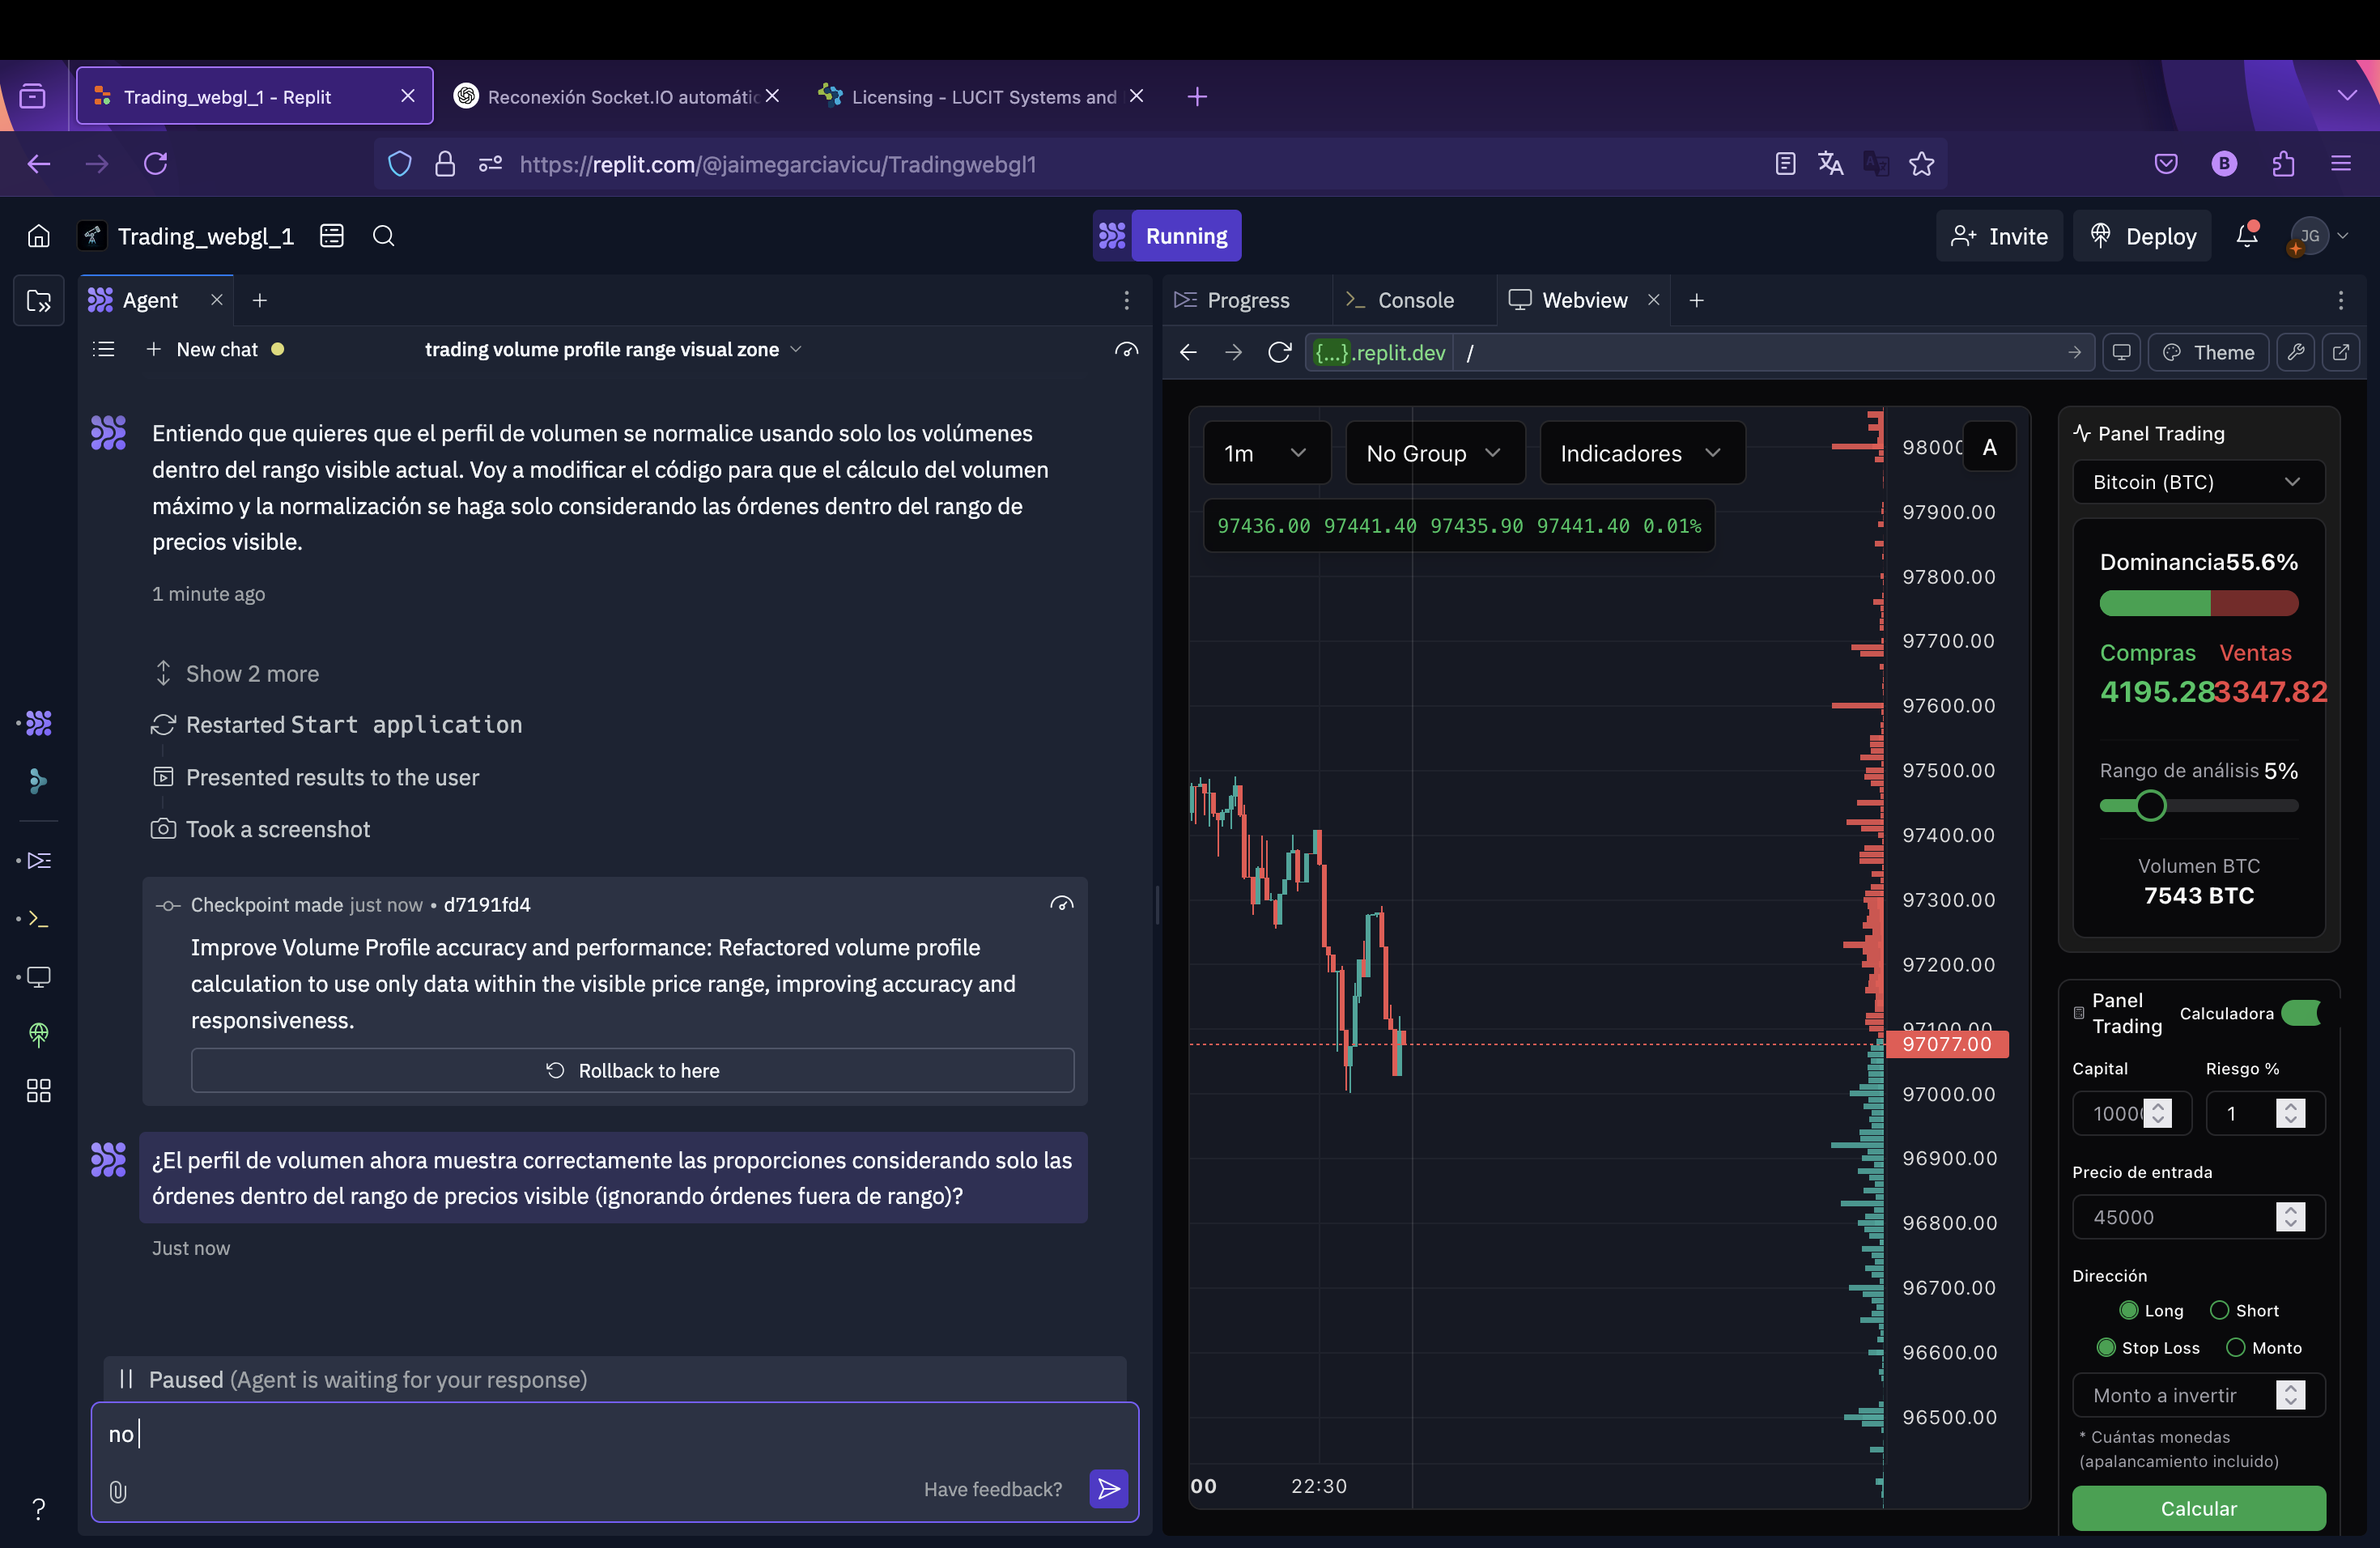 Trading_webgl_1 - Replit
Reconexión Socket.IO automátic
Licensing - LUCIT Systems and
https://replit.com/@jaimegarciavicu/Tradingwebgl1
B
Trading_webgl_1
Running
Invite
Deploy
JG
Agent
Progress
Console
Webview
New chat
trading volume profile range visual zone
{...}.replit.dev
/
Theme
Entiendo que quieres que el perfil de volumen se normalice usando solo los volúmenes
dentro del rango visible actual. Voy a modificar el código para que el cálculo del volumen
máximo y la normalización se haga solo considerando las órdenes dentro del rango de
precios visible.
1 minute ago
Show 2 more
Restarted Start application
Presented results to the user
Took a screenshot
Checkpoint made just now • d7191fd4
Improve Volume Profile accuracy and performance: Refactored volume profile
calculation to use only data within the visible price range, improving accuracy and
responsiveness.
Rollback to here
¿El perfil de volumen ahora muestra correctamente las proporciones considerando solo las
órdenes dentro del rango de precios visible (ignorando órdenes fuera de rango)?
Just now
Paused (Agent is waiting for your response)
no
Have feedback?
?
1m
No Group
Indicadores
A
97436.00 97441.40 97435.90 97441.40 0.01%
98000
97900.00
97800.00
97700.00
97600.00
97500.00
97400.00
97300.00
97200.00
97100.00
97077.00
97000.00
96900.00
96800.00
96700.00
96600.00
96500.00
00
22:30
Panel Trading
Bitcoin (BTC)
Dominancia 55.6%
Compras Ventas
4195.28 3347.82
Rango de análisis 5%
Volumen BTC
7543 BTC
Panel
Trading
Calculadora
Capital
Riesgo %
1000
1
Precio de entrada
45000
Dirección
Long
Short
Stop Loss
Monto
Monto a invertir
* Cuántas monedas
(apalancamiento incluido)
Calcular